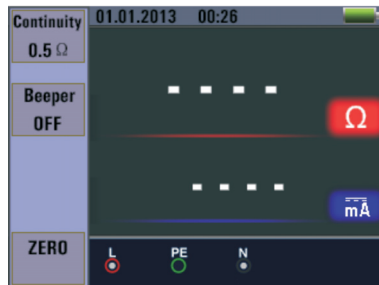 Continuity 01.01.2013 00:26
0.5 Ω
Beeper
OFF
- - - -
Ω
- - - -
mA
ZERO
L PE N